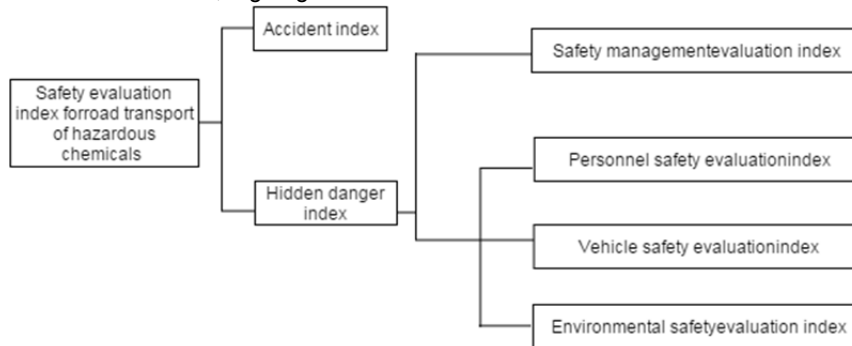 Accident index
Safety managementevaluation index
Safety evaluation
index forroad transport
of hazardous
chemicals
Personnel safety evaluationindex
Hidden danger
index
Vehicle safety evaluationindex
Environmental safetyevaluation index